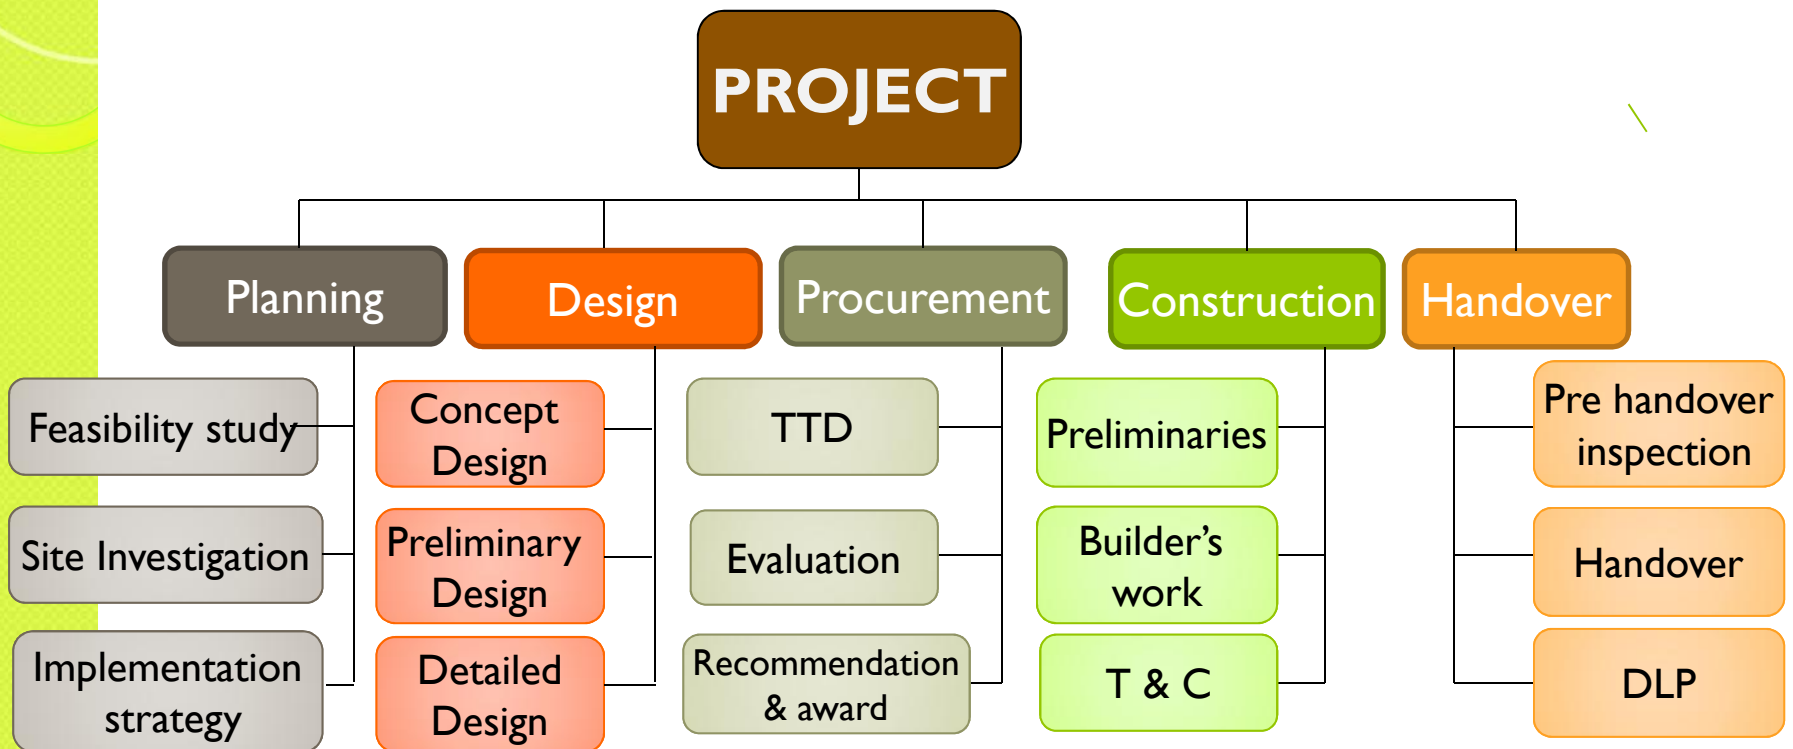 PROJECT
Planning
Design
Procurement
Construction
Handover
Feasibility study
Site Investigation
Implementation
strategy
Concept
Design
Preliminary
Design
Detailed
Design
TTD
Evaluation
Recommendation
& award
Preliminaries
Builder’s
work
T & C
Pre handover
inspection
Handover
DLP